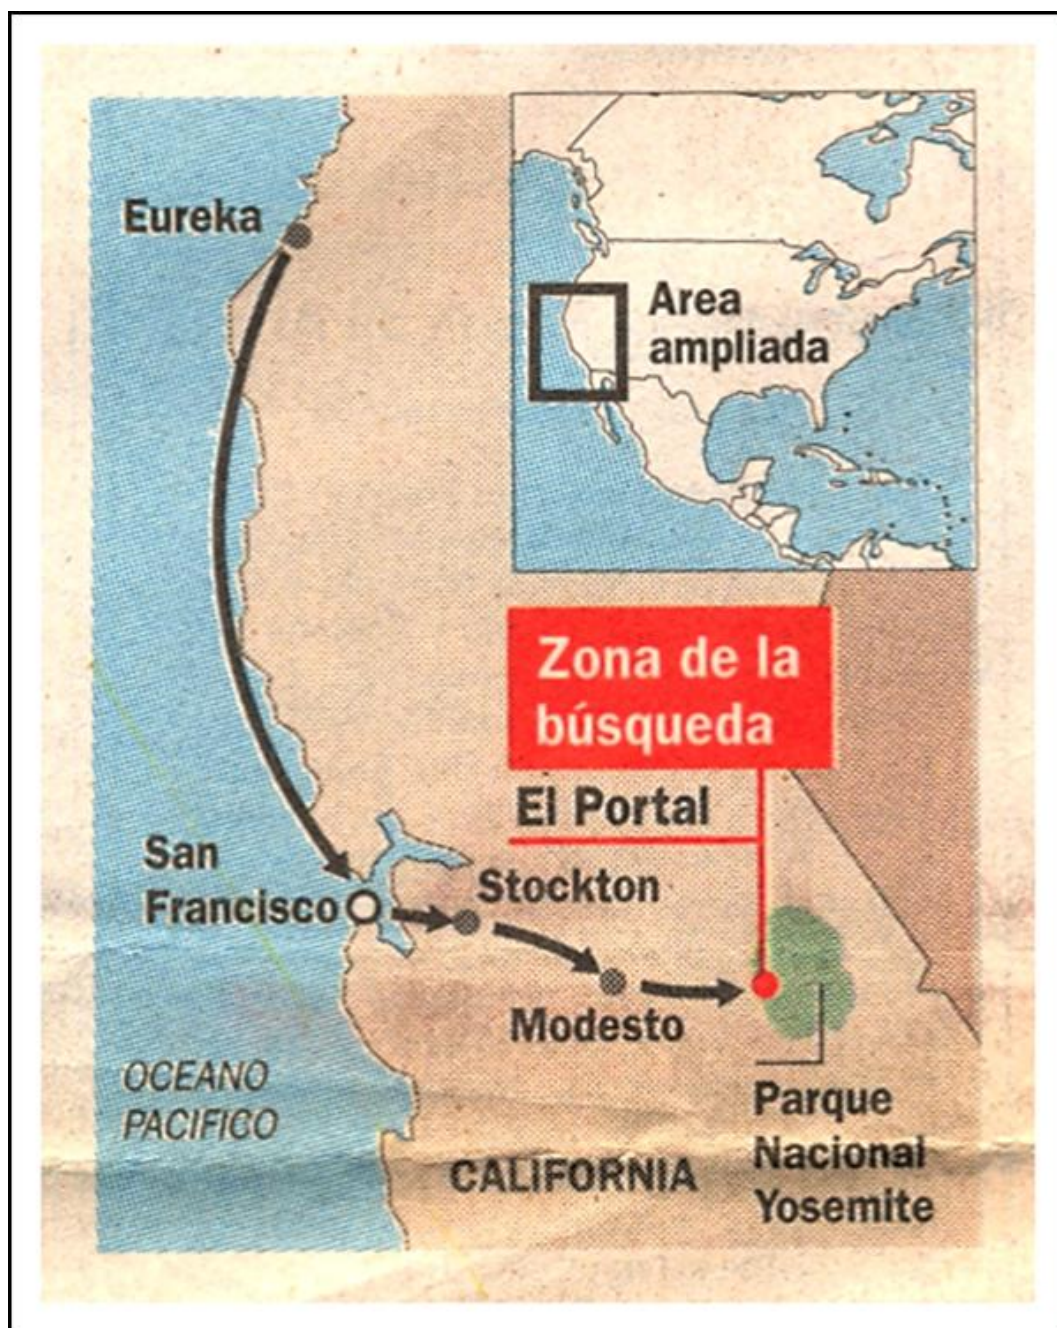 Eureka
Area
ampliada
Zona de la
búsqueda
El Portal
San
Francisco
Stockton
Modesto
OCEANO
PACIFICO
CALIFORNIA
Parque
Nacional
Yosemite